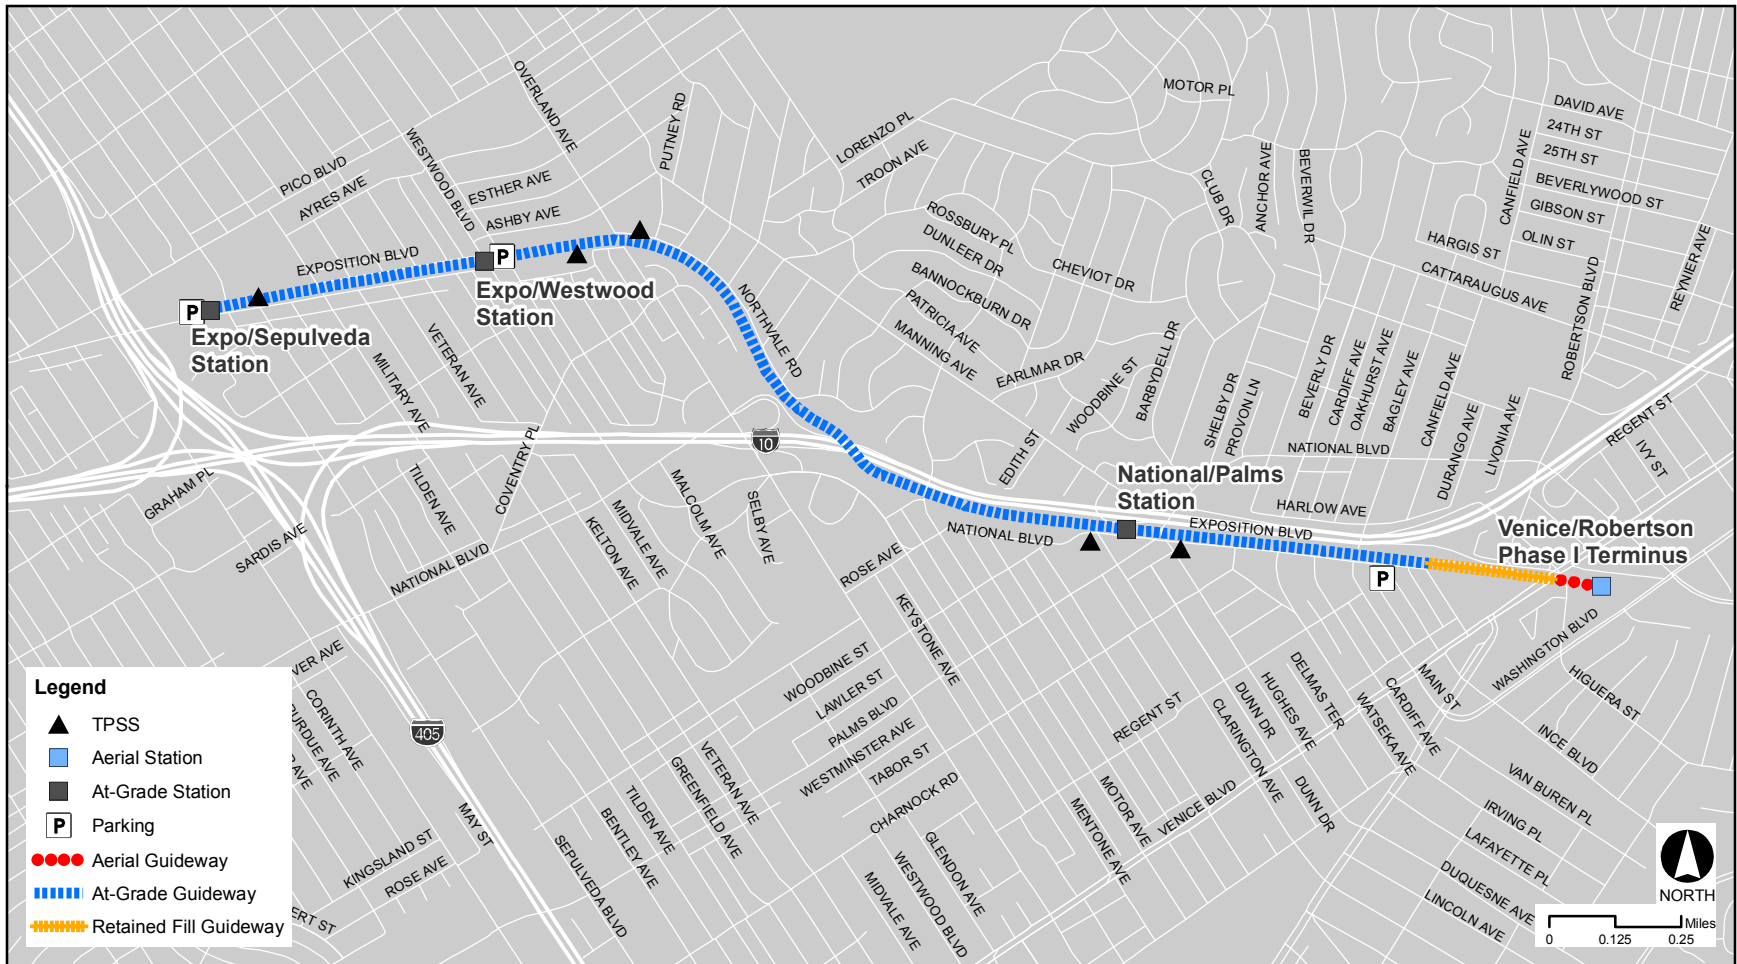 MOTOR PL
DAVID AVE
24TH ST
25TH ST
BEVERLYWOOD ST
GIBSON ST
OLIN ST
CANFIELD AVE
REYNIER AVE
ROBERTSON BLVD
HARGIS ST
CATTARAUGUS AVE
OVERLAND AVE
PUTNEY RD
LORENZO PL
TROON AVE
WESTWOOD BLVD
PICO BLVD
AYRES AVE
ESTHER AVE
ASHBY AVE
EXPOSITION BLVD
CLUB DR
ANCHOR AVE
BEVERWIL DR
ROSSBURY PL
DUNLEER DR
CHEVIOT DR
BANNOCKBURN DR
PATRICIA AVE
MANNING AVE
NORTHVALE RD
P
P
Expo/Westwood
Station
Expo/Sepulveda
Station
VETERAN AVE
MILITARY AVE
EARLMAR DR
WOODBINE ST
BARBYDELL DR
SHELBY DR
PROVON LN
BEVERLY DR
CARDIFF AVE
OAKHURST AVE
BAGLEY AVE
CANFIELD AVE
DURANGO AVE
LIVONIA AVE
REGENT ST
IVY ST
NATIONAL BLVD
EDITH ST
10
National/Palms
Station
HARLOW AVE
EXPOSITION BLVD
NATIONAL BLVD
Venice/Robertson
Phase I Terminus
P
GRAHAM PL
SARDIS AVE
TILDEN AVE
COVENTRY PL
NATIONAL BLVD
KELTON AVE
MIDVALE AVE
MALCOLM AVE
SELBY AVE
ROSE AVE
KEYSTONE AVE
WOODBINE ST
LAWLER ST
PALMS BLVD
WESTMINSTER AVE
TABOR ST
CHARNOCK RD
REGENT ST
CLARINGTON AVE
DUNN DR
HUGHES AVE
DELMAS TER
WATSEKA AVE
CARDIFF AVE
MAIN ST
WASHINGTON BLVD
HIGUERA ST
INCE BLVD
VAN BUREN PL
IRVING PL
LAFAYETTE PL
DUQUESNE AVE
LINCOLN AVE
DUNN DR
VENICE BLVD
MOTOR AVE
MENTONE AVE
GLENDON AVE
WESTWOOD BLVD
MIDVALE AVE
VETERAN AVE
GREENFIELD AVE
TILDEN AVE
BENTLEY AVE
SEPULVEDA BLVD
405
MAY ST
KINGSLAND ST
ROSE AVE
VER AVE
CORINTH AVE
URDUE AVE
AVE
ERT ST
Legend
TPSS
Aerial Station
At-Grade Station
P Parking
Aerial Guideway
At-Grade Guideway
Retained Fill Guideway
NORTH
Miles
0 0.125 0.25